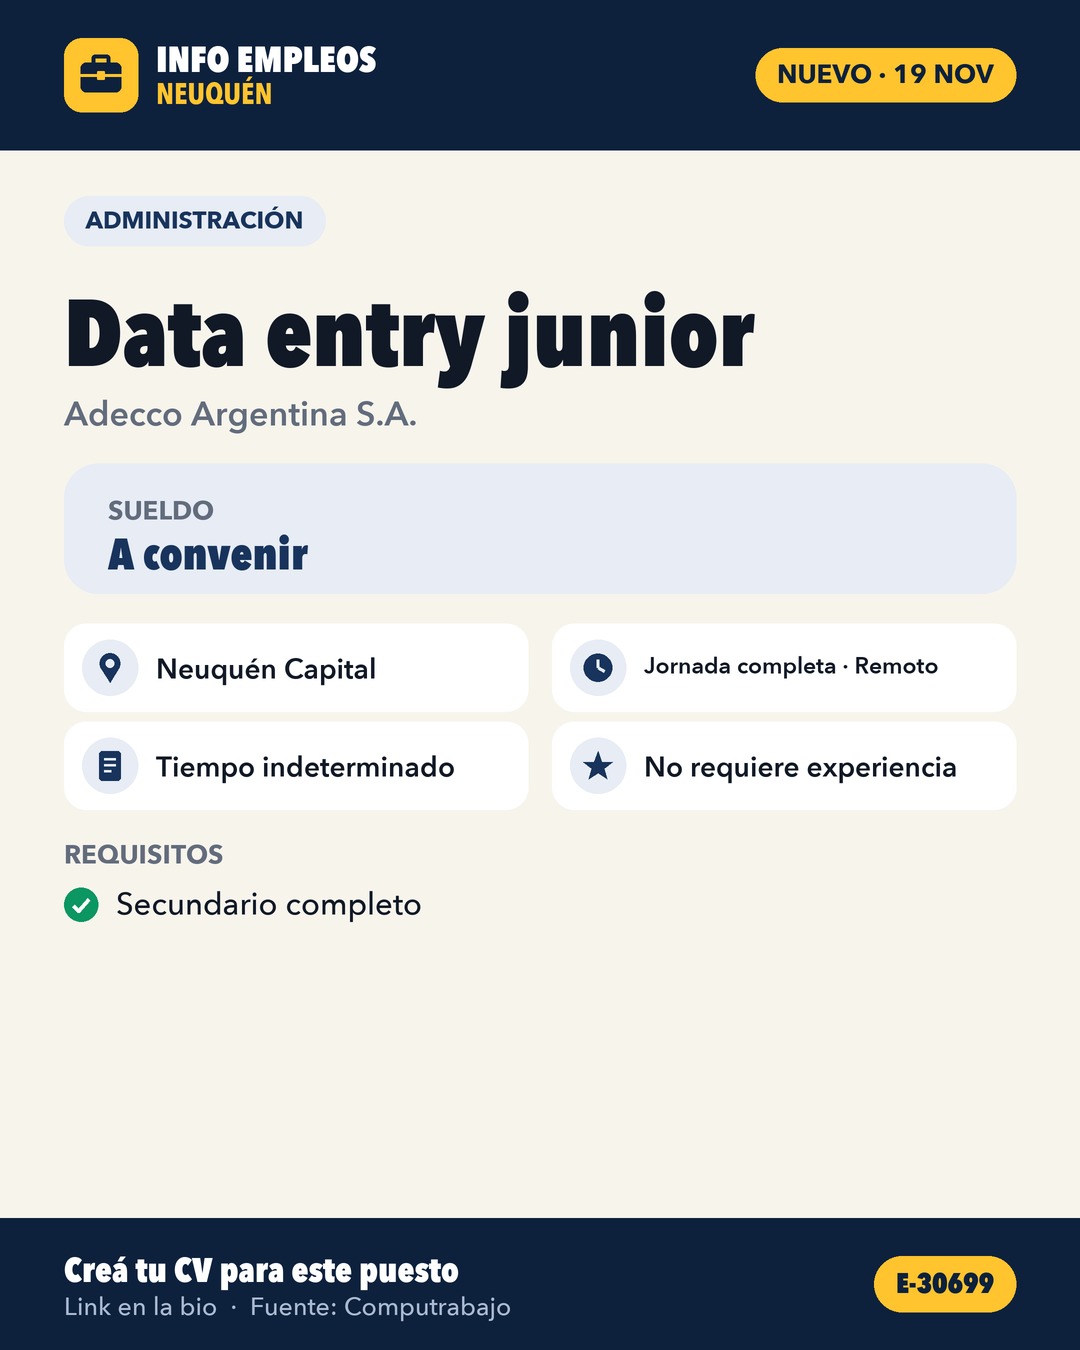 INFO EMPLEOS
NEUQUÉN
NUEVO · 19 NOV
ADMINISTRACIÓN
Data entry junior
Adecco Argentina S.A.
SUELDO
A convenir
Neuquén Capital
Jornada completa · Remoto
Tiempo indeterminado
No requiere experiencia
REQUISITOS
Secundario completo
Creá tu CV para este puesto
Link en la bio · Fuente: Computrabajo
E-30699